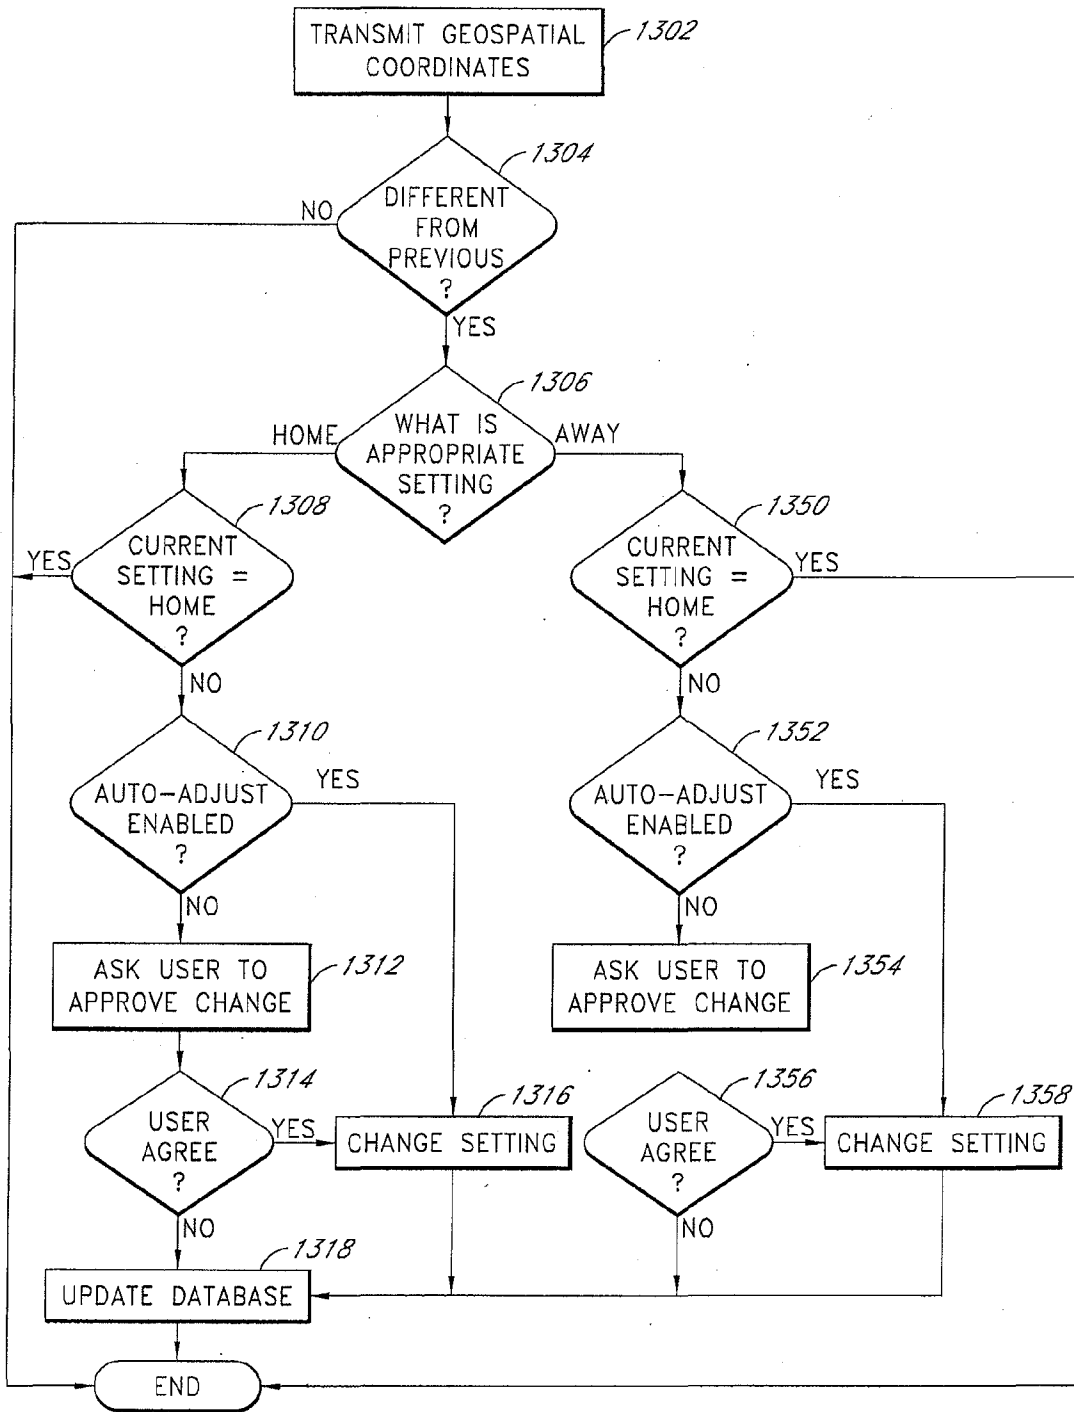 TRANSMIT GEOSPATIAL
COORDINATES
1302
1304
DIFFERENT
FROM
PREVIOUS
?
NO
YES
1306
WHAT IS
APPROPRIATE
SETTING
?
HOME
AWAY
1308
CURRENT
SETTING =
HOME
?
YES
NO
1350
CURRENT
SETTING =
HOME
?
YES
NO
1310
AUTO-ADJUST
ENABLED
?
YES
NO
1352
AUTO-ADJUST
ENABLED
?
YES
NO
ASK USER TO
APPROVE CHANGE
1312
ASK USER TO
APPROVE CHANGE
1354
1314
USER
AGREE
?
YES
NO
1316
CHANGE SETTING
1356
USER
AGREE
?
YES
NO
1358
CHANGE SETTING
1318
UPDATE DATABASE
END